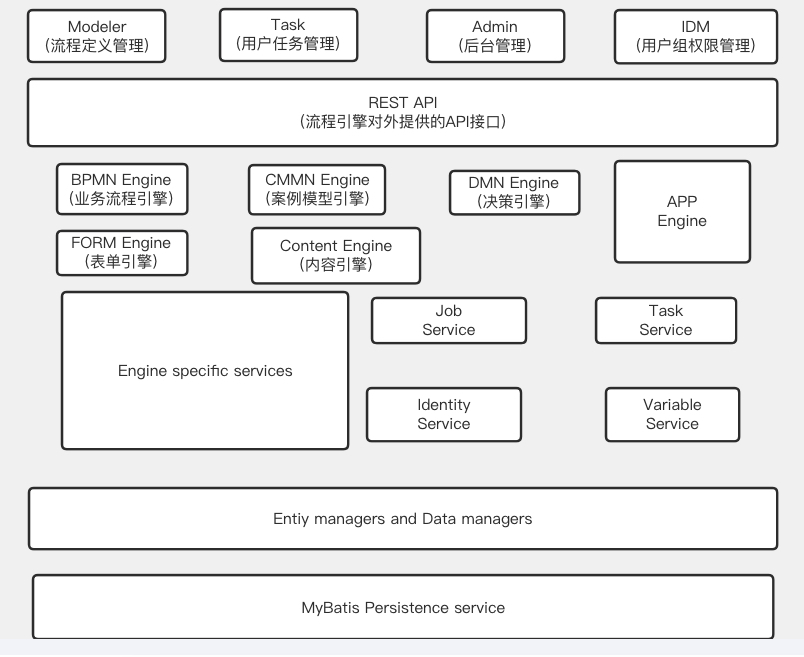 Modeler
（流程定义管理）
Task
（用户任务管理）
Admin
（后台管理）
IDM
（用户组权限管理）
REST API
（流程引擎对外提供的API接口）
BPMN Engine
（业务流程引擎）
CMMN Engine
（案例模型引擎）
DMN Engine
（决策引擎）
APP
Engine
FORM Engine
（表单引擎）
Content Engine
（内容引擎）
Engine specific services
Job
Service
Task
Service
Identity
Service
Variable
Service
Entiy managers and Data managers
MyBatis Persistence service